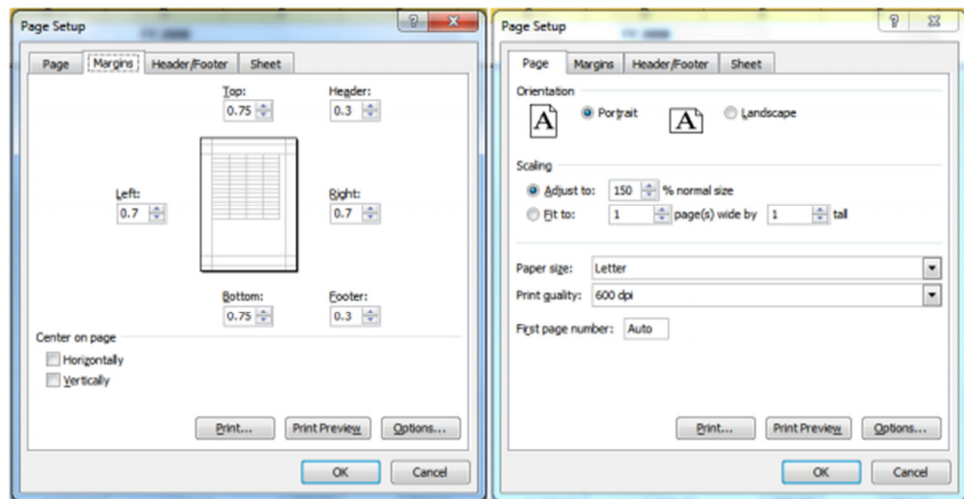 Page Setup
Page Margins Header/Footer Sheet
Top: Header:
0.75 0.3
Left: Right:
0.7 0.7
Bottom: Footer:
0.75 0.3
Center on page
Horizontally
Vertically
Print... Print Preview Options...
OK Cancel
Page Setup
Page Margins Header/Footer Sheet
Orientation
A Portrait A Landscape
Scaling
Adjust to: 150 % normal size
Fit to: 1 page(s) wide by 1 tall
Paper size: Letter
Print quality: 600 dpi
First page number: Auto
Print... Print Preview Options...
OK Cancel